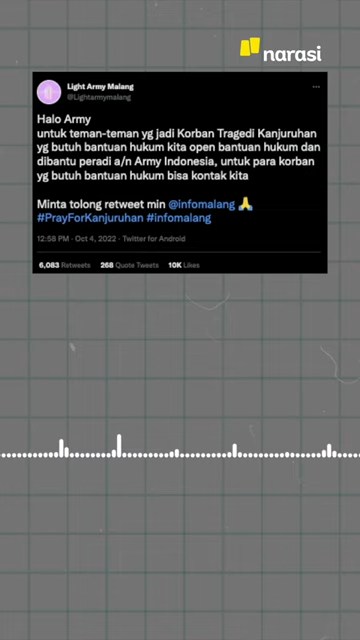 narasi
Light Army Malang
@Lightarmymalang
Halo Army
untuk teman-teman yg jadi Korban Tragedi Kanjuruhan
yg butuh bantuan hukum kita open bantuan hukum dan
dibantu peradi a/n Army Indonesia, untuk para korban
yg butuh bantuan hukum bisa kontak kita
Minta tolong retweet min @infomalang 🙏
#PrayForKanjuruhan #infomalang
12:58 PM · Oct 4, 2022 · Twitter for Android
6,083 Retweets 268 Quote Tweets 10K Likes